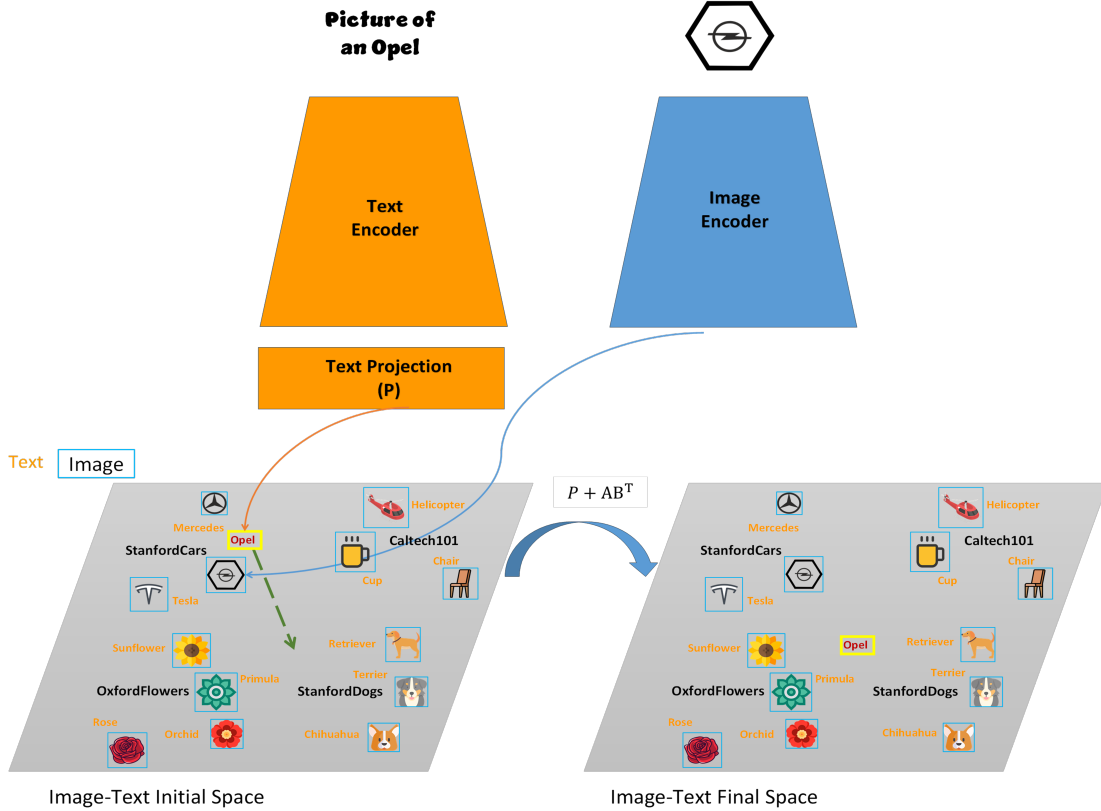 Picture of
an Opel
Text
Encoder
Image
Encoder
Text Projection
(P)
Text
Image
P + AB^T
Mercedes
Helicopter
Opel
StanfordCars
Caltech101
Cup
Chair
Tesla
Sunflower
Retriever
Primula
Terrier
OxfordFlowers
StanfordDogs
Rose
Orchid
Chihuahua
Image-Text Initial Space
Mercedes
Helicopter
StanfordCars
Caltech101
Cup
Chair
Tesla
Sunflower
Opel
Retriever
Primula
Terrier
OxfordFlowers
StanfordDogs
Rose
Orchid
Chihuahua
Image-Text Final Space